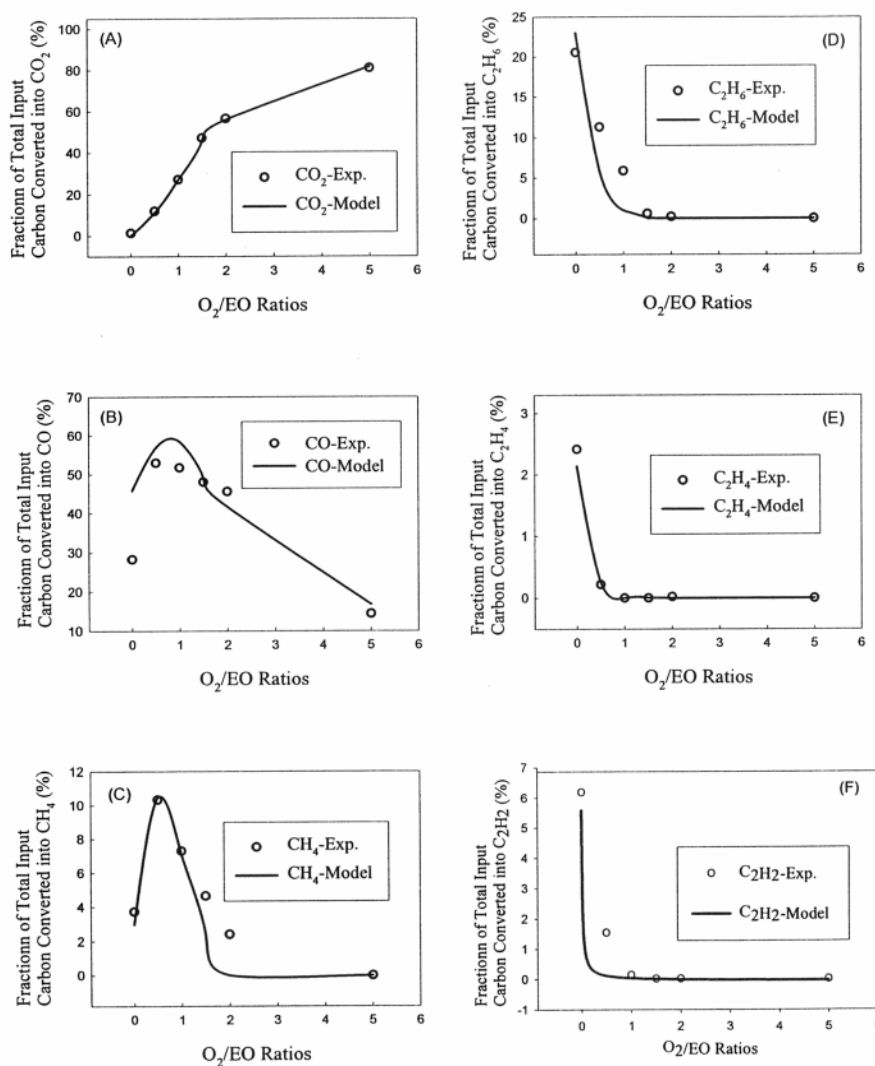 (A)
Fractionn of Total Input
Carbon Converted into CO₂ (%)
100
80
60
40
20
0
CO₂-Exp.
CO₂-Model
0 1 2 3 4 5 6
O₂/EO Ratios
(D)
Fractionn of Total Input
Carbon Converted into C₂H₆ (%)
25
20
15
10
5
0
C₂H₆-Exp.
C₂H₆-Model
0 1 2 3 4 5 6
O₂/EO Ratios
(B)
Fractionn of Total Input
Carbon Converted into CO (%)
70
60
50
40
30
20
10
CO-Exp.
CO-Model
0 1 2 3 4 5 6
O₂/EO Ratios
(E)
Fractionn of Total Input
Carbon Converted into C₂H₄ (%)
3
2
1
0
C₂H₄-Exp.
C₂H₄-Model
0 1 2 3 4 5 6
O₂/EO Ratios
(C)
Fractionn of Total Input
Carbon Converted into CH₄ (%)
12
10
8
6
4
2
0
CH₄-Exp.
CH₄-Model
0 1 2 3 4 5 6
O₂/EO Ratios
(F)
Fractionn of Total Input
Carbon Converted into C2H2 (%)
7
6
5
4
3
2
1
0
-1
C2H2-Exp.
C2H2-Model
0 1 2 3 4 5 6
O2/EO Ratios